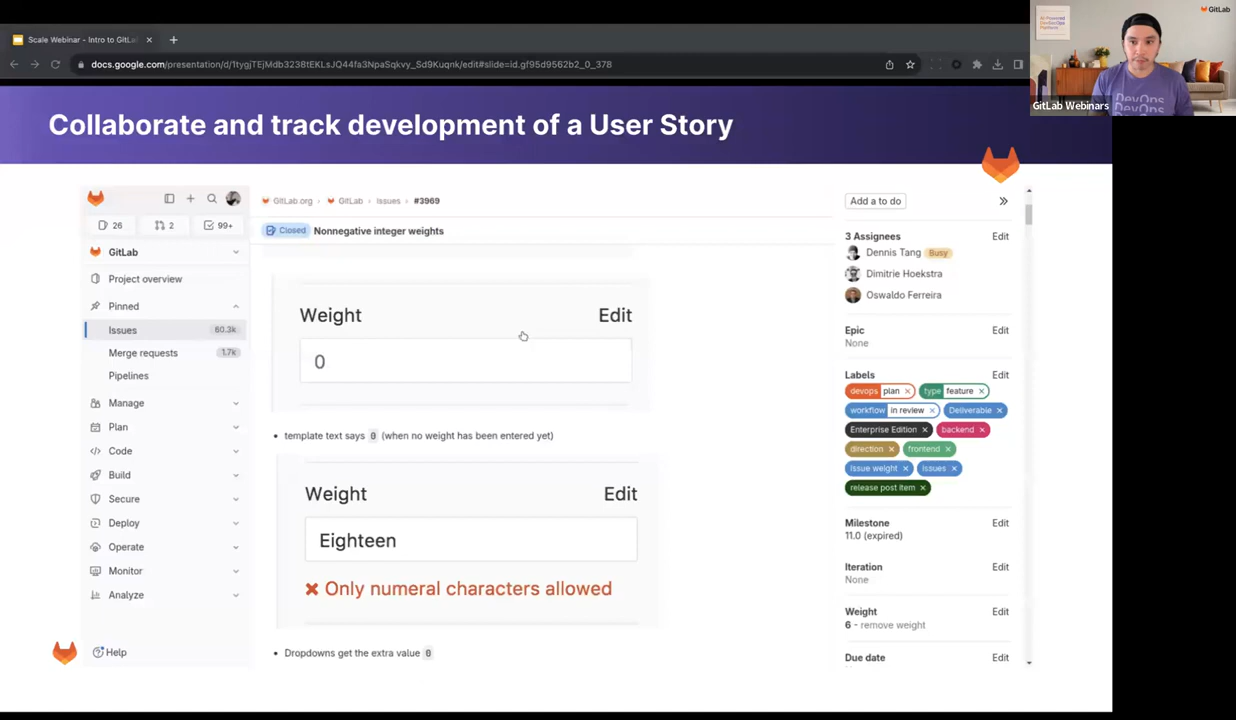 Scale Webinar - Intro to GitLa
docs.google.com/presentation/d/1tygjTEjMdb3238tEKLsJQ44fa3NpaSqkvy_Sd9Kuqnk/edit#slide=id.gf95d9562b2_0_378
GitLab
AI-Powered
DevSecOps
Platform
DevOps
DevOps
GitLab Webinars
Collaborate and track development of a User Story
26
2
99+
GitLab
Project overview
Pinned
Issues 60.3k
Merge requests 1.7k
Pipelines
Manage
Plan
Code
Build
Secure
Deploy
Operate
Monitor
Analyze
Help
GitLab org › GitLab › Issues › #3969
Closed Nonnegative integer weights
Weight Edit
0
• template text says 0 (when no weight has been entered yet)
Weight Edit
Eighteen
Only numeral characters allowed
• Dropdowns get the extra value 0
Add a to do
3 Assignees Edit
Dennis Tang Busy
Dimitrie Hoekstra
Oswaldo Ferreira
Epic Edit
None
Labels Edit
devops plan type feature
workflow in review Deliverable
Enterprise Edition backend
direction frontend
Issue weight Issues
release post item
Milestone Edit
11.0 (expired)
Iteration Edit
None
Weight Edit
6 - remove weight
Due date Edit